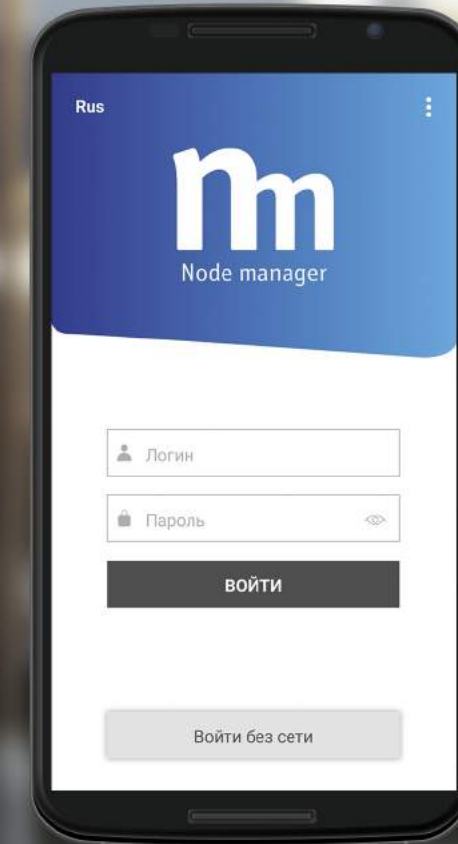 Rus
nm
Node manager
Логин
Пароль
ВОЙТИ
Войти без сети